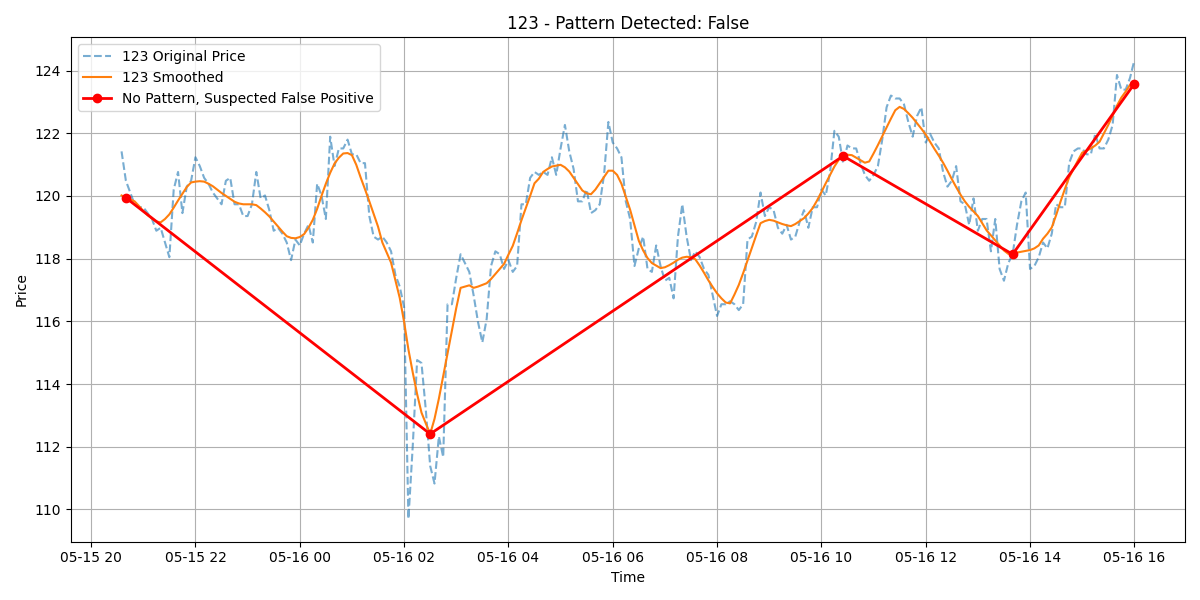 123 - Pattern Detected: False
123 Original Price
123 Smoothed
No Pattern, Suspected False Positive
Price
124
122
120
118
116
114
112
110
05-15 20 05-15 22 05-16 00 05-16 02 05-16 04 05-16 06 05-16 08 05-16 10 05-16 12 05-16 14 05-16 16
Time